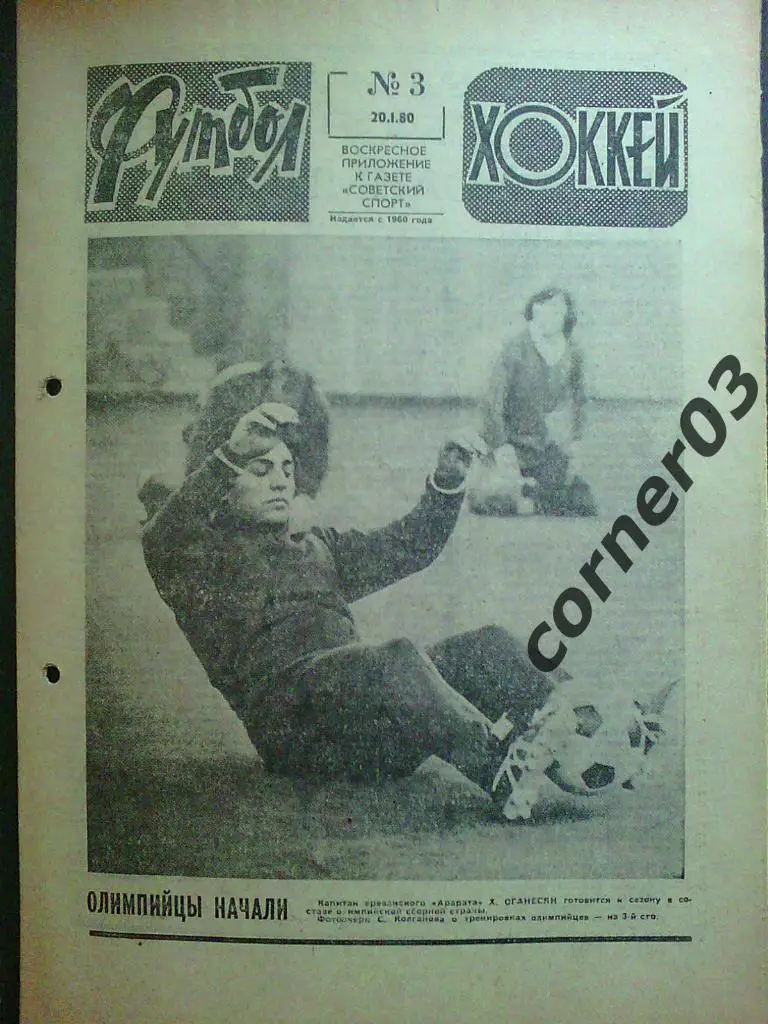 Футбол
№ 3
20.I.80
ВОСКРЕСНОЕ
ПРИЛОЖЕНИЕ
К ГАЗЕТЕ
«СОВЕТСКИЙ
СПОРТ»
Издается с 1960 года
ХОККЕЙ
corner03
ОЛИМПИЙЦЫ НАЧАЛИ
Капитан ереванского «Арарата» Х. ОГАНЕСЯН готовится к сезону в со-
ставе олимпийской сборной страны.
Фотоочерк С. Колганова о тренировках олимпийцев — на 3-й стр.